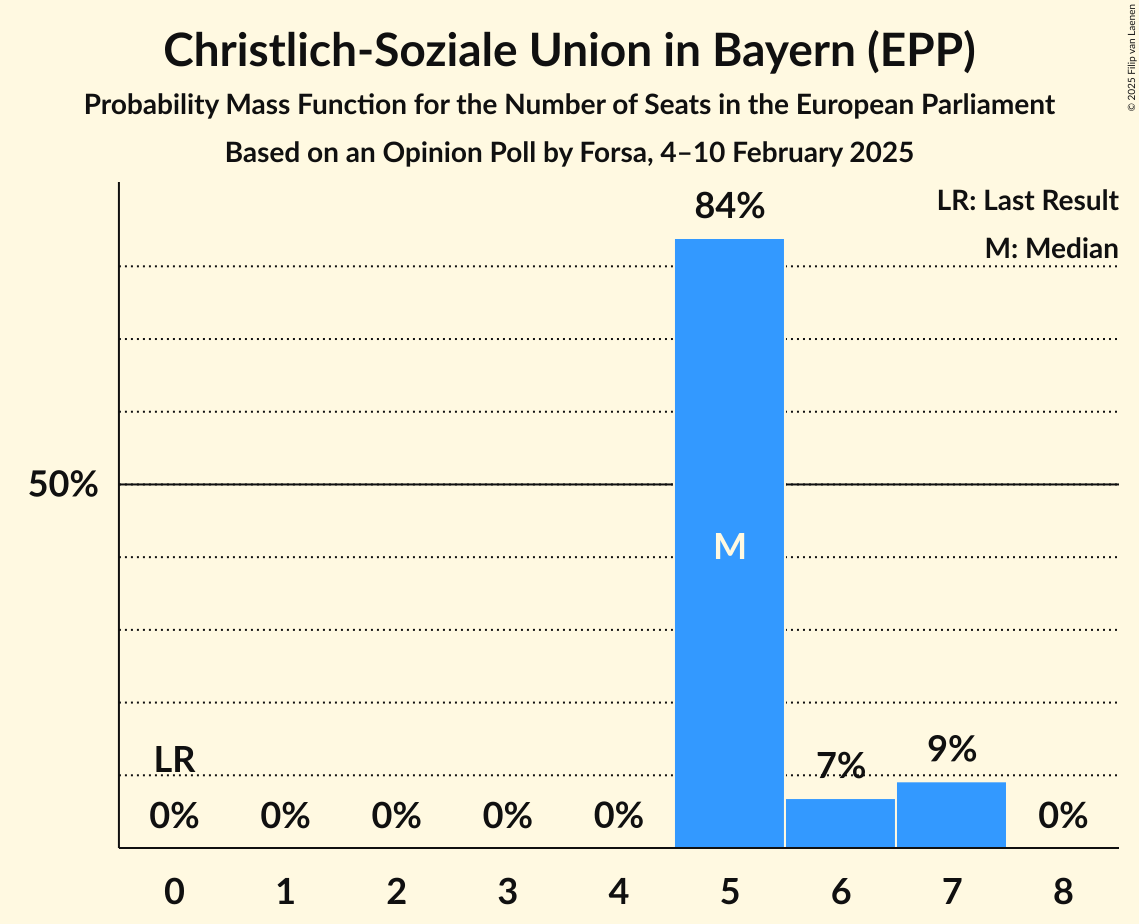 Christlich-Soziale Union in Bayern (EPP)
Probability Mass Function for the Number of Seats in the European Parliament
Based on an Opinion Poll by Forsa, 4–10 February 2025
© 2025 Filip van Laenen
LR: Last Result
M: Median
84%
50%
M
LR
7%
9%
0% 0% 0% 0% 0% 0%
0 1 2 3 4 5 6 7 8